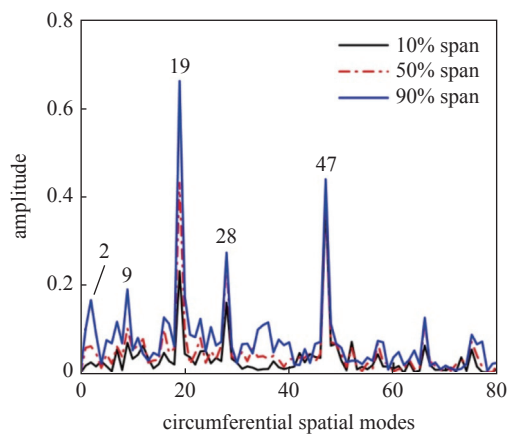 0.8
0.6
0.4
0.2
0
amplitude
10% span
50% span
90% span
19
47
28
9
2
0 20 40 60 80
circumferential spatial modes